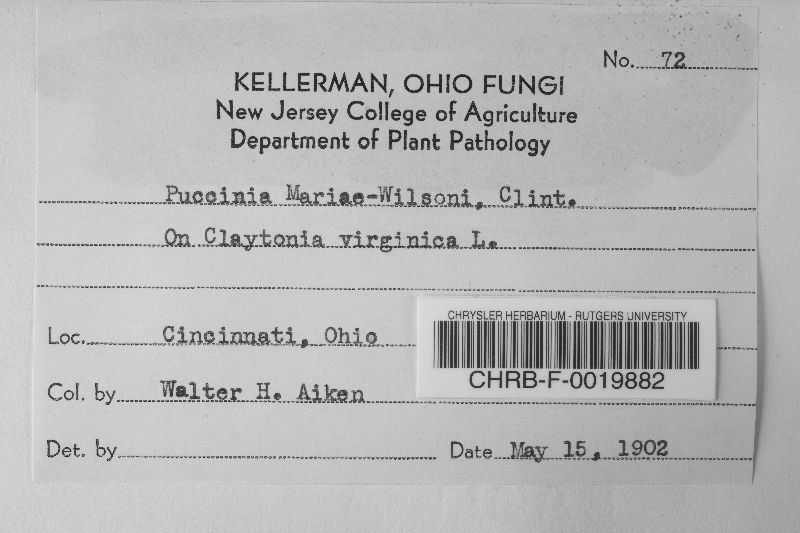 No. 72
KELLERMAN, OHIO FUNGI
New Jersey College of Agriculture
Department of Plant Pathology
Puccinia Mariae-Wilsoni, Clint.
On Claytonia virginica L.
Loc. Cincinnati, Ohio
CHRYSLER HERBARIUM - RUTGERS UNIVERSITY
CHRB-F-0019882
Col. by Walter H. Aiken
Det. by Date May 15, 1902